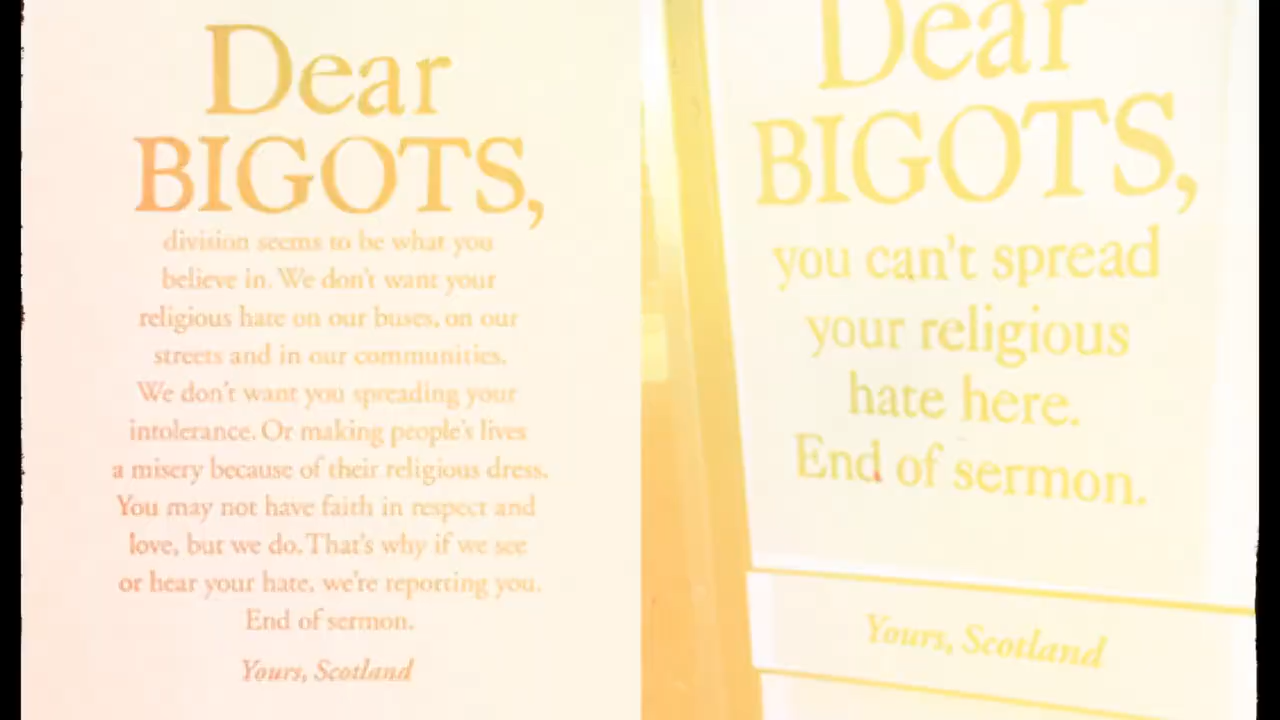 Dear
BIGOTS,
division seems to be what you
believe in. We don't want your
religious hate on our buses, on our
streets and in our communities.
We don't want you spreading your
intolerance. Or making people's lives
a misery because of their religious dress.
You may not have faith in respect and
love, but we do. That's why if we see
or hear your hate, we're reporting you.
End of sermon.
Yours, Scotland
Dear
BIGOTS,
you can't spread
your religious
hate here.
End of sermon.
Yours, Scotland